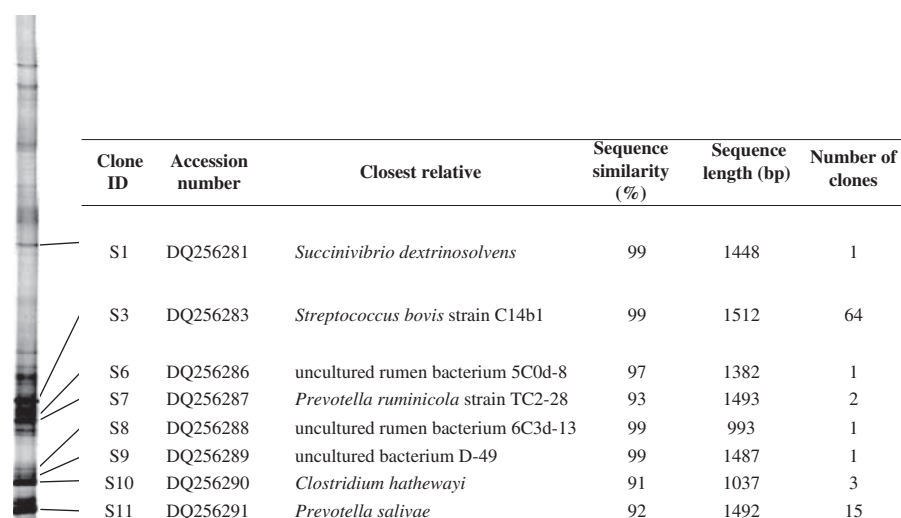 Clone ID Accession number Closest relative Sequence similarity (%) Sequence length (bp) Number of clones
S1 DQ256281 Succinivibrio dextrinosolvens 99 1448 1
S3 DQ256283 Streptococcus bovis strain C14b1 99 1512 64
S6 DQ256286 uncultured rumen bacterium 5C0d-8 97 1382 1
S7 DQ256287 Prevotella ruminicola strain TC2-28 93 1493 2
S8 DQ256288 uncultured rumen bacterium 6C3d-13 99 993 1
S9 DQ256289 uncultured bacterium D-49 99 1487 1
S10 DQ256290 Clostridium hathewayi 91 1037 3
S11 DQ256291 Prevotella salivae 92 1492 15